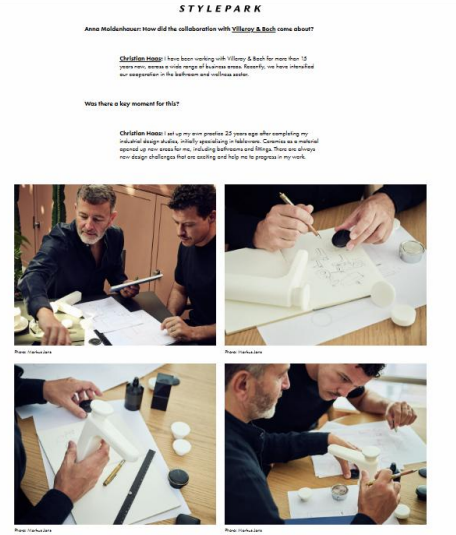 STYLEPARK
Anna Moldenhauer: How did the collaboration with Villeroy & Boch come about?
Christian Haas: I have been working with Villeroy & Boch for more than 15
years now, across a wide range of business areas. Recently, we have intensified
our cooperation in the bathroom and wellness sector.
Was there a key moment for this?
Christian Haas: I set up my own practice 25 years ago after completing my
industrial design studies, initially specialising in tableware. Ceramics as a material
opened up new areas for me, including bathrooms and fittings. There are always
new design challenges that are exciting and help me to progress in my work.
Photo: Markus Jans
Photo: Markus Jans
Photo: Markus Jans
Photo: Markus Jans